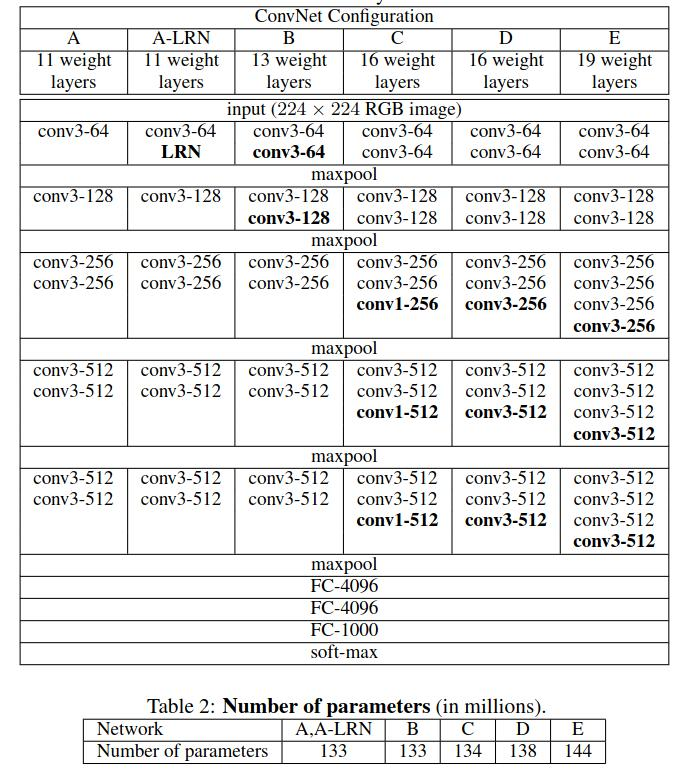 ConvNet Configuration
A A-LRN B C D E
11 weight 11 weight 13 weight 16 weight 16 weight 19 weight
layers layers layers layers layers layers
input (224 × 224 RGB image)
conv3-64 conv3-64 conv3-64 conv3-64 conv3-64 conv3-64
LRN conv3-64 conv3-64 conv3-64 conv3-64
maxpool
conv3-128 conv3-128 conv3-128 conv3-128 conv3-128 conv3-128
conv3-128 conv3-128 conv3-128 conv3-128
maxpool
conv3-256 conv3-256 conv3-256 conv3-256 conv3-256 conv3-256
conv3-256 conv3-256 conv3-256 conv3-256 conv3-256 conv3-256
conv1-256 conv3-256 conv3-256
conv3-256
maxpool
conv3-512 conv3-512 conv3-512 conv3-512 conv3-512 conv3-512
conv3-512 conv3-512 conv3-512 conv3-512 conv3-512 conv3-512
conv1-512 conv3-512 conv3-512
conv3-512
maxpool
conv3-512 conv3-512 conv3-512 conv3-512 conv3-512 conv3-512
conv3-512 conv3-512 conv3-512 conv3-512 conv3-512 conv3-512
conv1-512 conv3-512 conv3-512
conv3-512
maxpool
FC-4096
FC-4096
FC-1000
soft-max
Table 2: Number of parameters (in millions).
Network A,A-LRN B C D E
Number of parameters 133 133 134 138 144